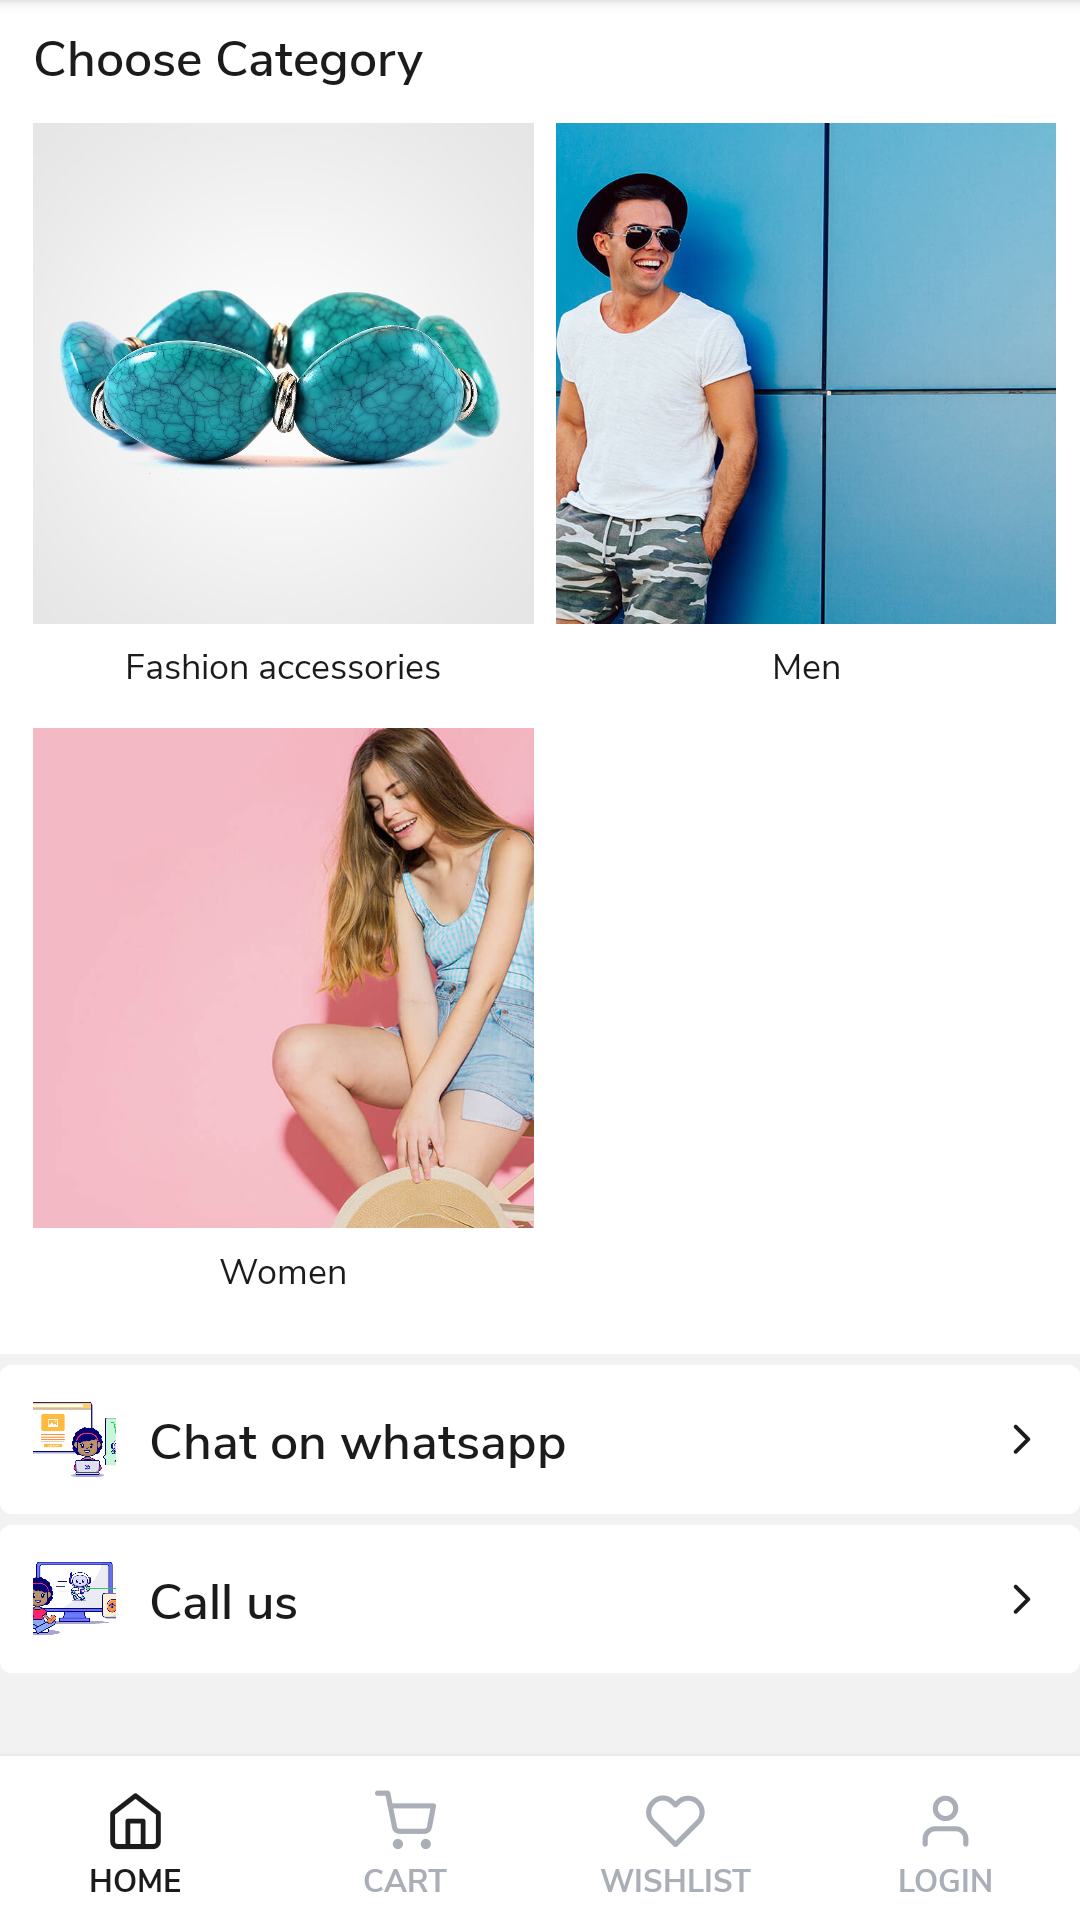 Choose Category
Fashion accessories
Men
Women
Chat on whatsapp
Call us
HOME
CART
WISHLIST
LOGIN